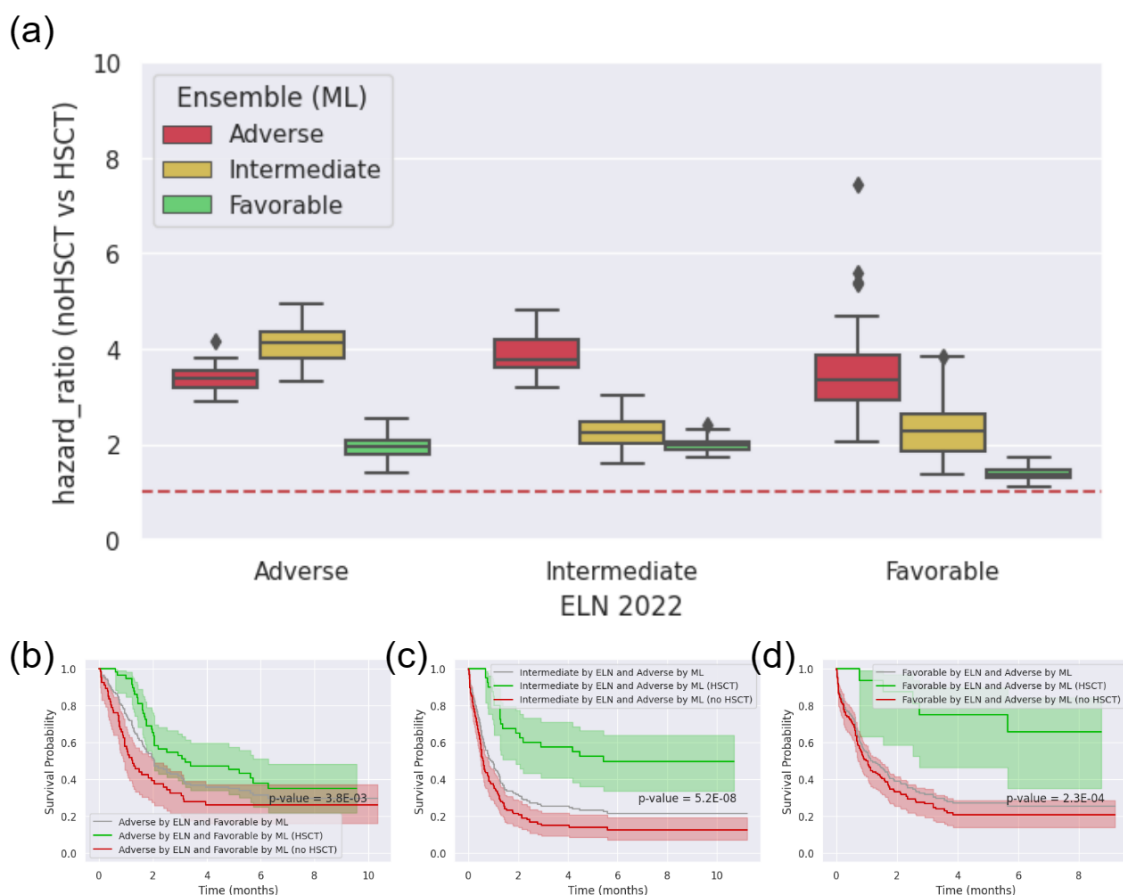 (a)
hazard_ratio (noHSCT vs HSCT)
10
8
6
4
2
0
Ensemble (ML)
Adverse
Intermediate
Favorable
Adverse Intermediate Favorable
ELN 2022
(b)
Survival Probability
1.0
0.8
0.6
0.4
0.2
0.0
p-value = 3.8E-03
Adverse by ELN and Favorable by ML
Adverse by ELN and Favorable by ML (HSCT)
Adverse by ELN and Favorable by ML (no HSCT)
0 2 4 6 8 10
Time (months)
(c)
Survival Probability
1.0
0.8
0.6
0.4
0.2
0.0
Intermediate by ELN and Adverse by ML
Intermediate by ELN and Adverse by ML (HSCT)
Intermediate by ELN and Adverse by ML (no HSCT)
p-value = 5.2E-08
0 2 4 6 8 10
Time (months)
(d)
Survival Probability
1.0
0.8
0.6
0.4
0.2
0.0
Favorable by ELN and Adverse by ML
Favorable by ELN and Adverse by ML (HSCT)
Favorable by ELN and Adverse by ML (no HSCT)
p-value = 2.3E-04
0 2 4 6 8
Time (months)